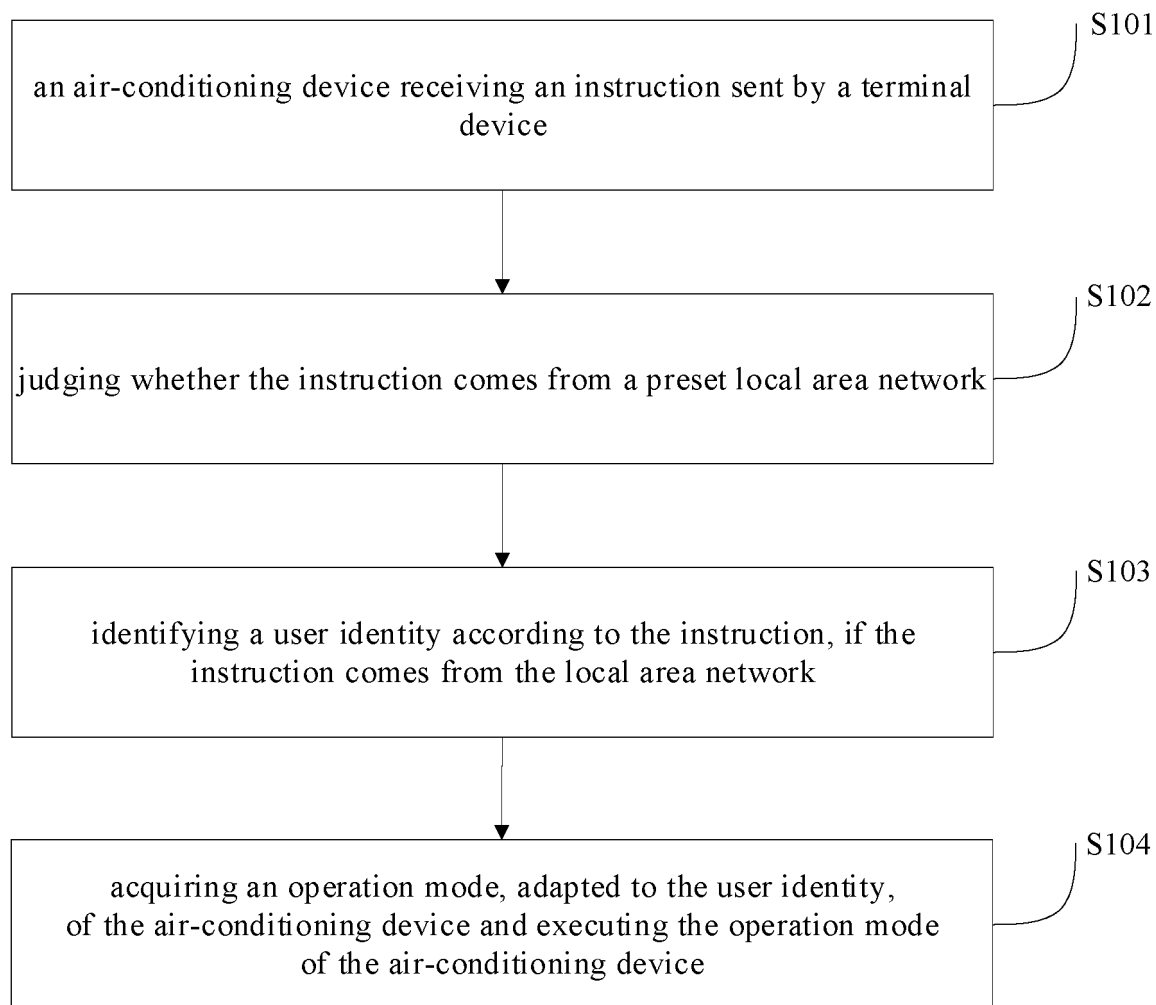 S101
an air-conditioning device receiving an instruction sent by a terminal
device
S102
judging whether the instruction comes from a preset local area network
S103
identifying a user identity according to the instruction, if the
instruction comes from the local area network
S104
acquiring an operation mode, adapted to the user identity,
of the air-conditioning device and executing the operation mode
of the air-conditioning device